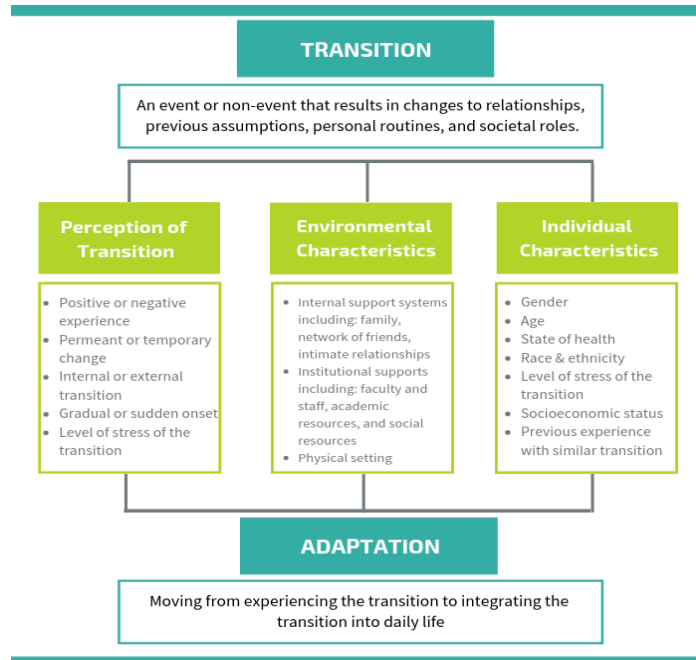 TRANSITION
An event or non-event that results in changes to relationships,
previous assumptions, personal routines, and societal roles.
Perception of
Transition
• Positive or negative
experience
• Permeant or temporary
change
• Internal or external
transition
• Gradual or sudden onset
• Level of stress of the
transition
Environmental
Characteristics
• Internal support systems
including: family,
network of friends,
intimate relationships
• Institutional supports
including: faculty and
staff, academic
resources, and social
resources
• Physical setting
Individual
Characteristics
• Gender
• Age
• State of health
• Race & ethnicity
• Level of stress of the
transition
• Socioeconomic status
• Previous experience
with similar transition
ADAPTATION
Moving from experiencing the transition to integrating the
transition into daily life